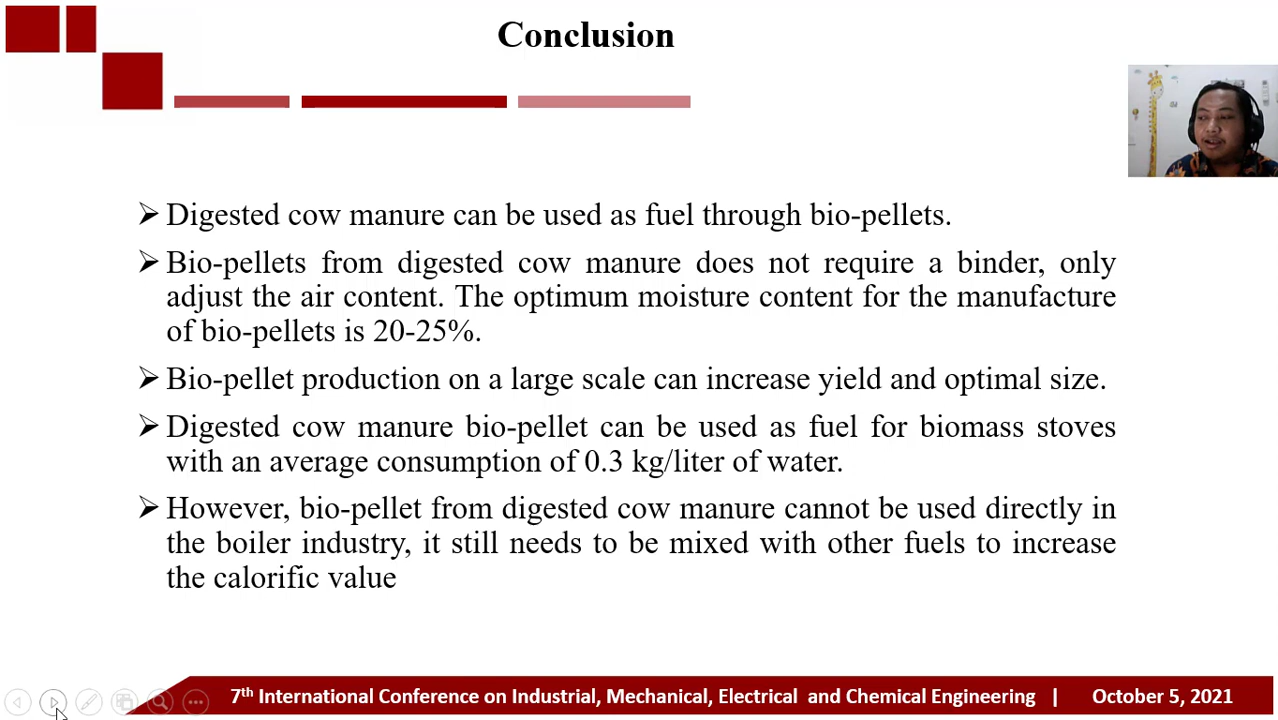 Conclusion
➢ Digested cow manure can be used as fuel through bio-pellets.
➢ Bio-pellets from digested cow manure does not require a binder, only
adjust the air content. The optimum moisture content for the manufacture
of bio-pellets is 20-25%.
➢ Bio-pellet production on a large scale can increase yield and optimal size.
➢ Digested cow manure bio-pellet can be used as fuel for biomass stoves
with an average consumption of 0.3 kg/liter of water.
➢ However, bio-pellet from digested cow manure cannot be used directly in
the boiler industry, it still needs to be mixed with other fuels to increase
the calorific value
7th International Conference on Industrial, Mechanical, Electrical and Chemical Engineering | October 5, 2021